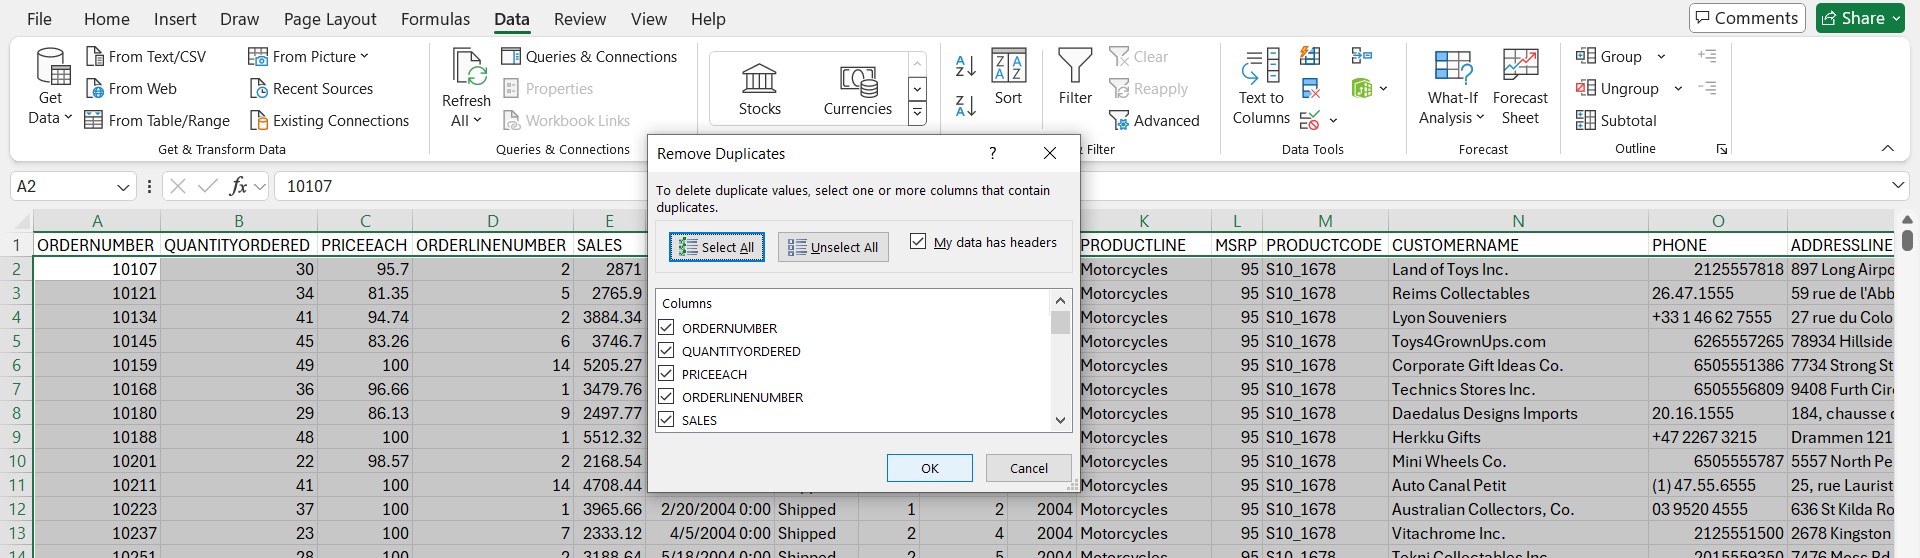 File Home Insert Draw Page Layout Formulas Data Review View Help Comments Share
Get Data
From Text/CSV
From Web
From Table/Range
From Picture
Recent Sources
Existing Connections
Get & Transform Data
Refresh All
Queries & Connections
Properties
Workbook Links
Queries & Connections
Stocks
Currencies
Sort
Filter
Clear
Reapply
Advanced
& Filter
Text to Columns
Data Tools
What-If Analysis
Forecast Sheet
Forecast
Group
Ungroup
Subtotal
Outline
A2 fx 10107
Remove Duplicates ?
To delete duplicate values, select one or more columns that contain
duplicates.
Select All Unselect All My data has headers
Columns
ORDERNUMBER
QUANTITYORDERED
PRICEEACH
ORDERLINENUMBER
SALES
OK Cancel
A B C D E K L M N O
1 ORDERNUMBER QUANTITYORDERED PRICEEACH ORDERLINENUMBER SALES PRODUCTLINE MSRP PRODUCTCODE CUSTOMERNAME PHONE ADDRESSLINE
2 10107 30 95.7 2 2871 Motorcycles 95 S10_1678 Land of Toys Inc. 2125557818 897 Long Airpo
3 10121 34 81.35 5 2765.9 Motorcycles 95 S10_1678 Reims Collectables 26.47.1555 59 rue de l'Abb
4 10134 41 94.74 2 3884.34 Motorcycles 95 S10_1678 Lyon Souveniers +33 1 46 62 7555 27 rue du Colo
5 10145 45 83.26 6 3746.7 Motorcycles 95 S10_1678 Toys4GrownUps.com 6265557265 78934 Hillside
6 10159 49 100 14 5205.27 Motorcycles 95 S10_1678 Corporate Gift Ideas Co. 6505551386 7734 Strong St
7 10168 36 96.66 1 3479.76 Motorcycles 95 S10_1678 Technics Stores Inc. 6505556809 9408 Furth Circ
8 10180 29 86.13 9 2497.77 Motorcycles 95 S10_1678 Daedalus Designs Imports 20.16.1555 184, chausse
9 10188 48 100 1 5512.32 Motorcycles 95 S10_1678 Herkku Gifts +47 2267 3215 Drammen 121
10 10201 22 98.57 2 2168.54 Motorcycles 95 S10_1678 Mini Wheels Co. 6505555787 5557 North Pe
11 10211 41 100 14 4708.44 Motorcycles 95 S10_1678 Auto Canal Petit (1) 47.55.6555 25, rue Laurist
12 10223 37 100 1 3965.66 2/20/2004 0:00 Shipped 1 2 2004 Motorcycles 95 S10_1678 Australian Collectors, Co. 03 9520 4555 636 St Kilda Ro
13 10237 23 100 7 2333.12 4/5/2004 0:00 Shipped 2 4 2004 Motorcycles 95 S10_1678 Vitachrome Inc. 2125551500 2678 Kingston
14 10251 28 100 2 3188.64 5/18/2004 0:00 Shipped 2 5 2004 Motorcycles 95 S10_1678 Tekni Collectables Inc. 2015559350 7476 Moss Rd